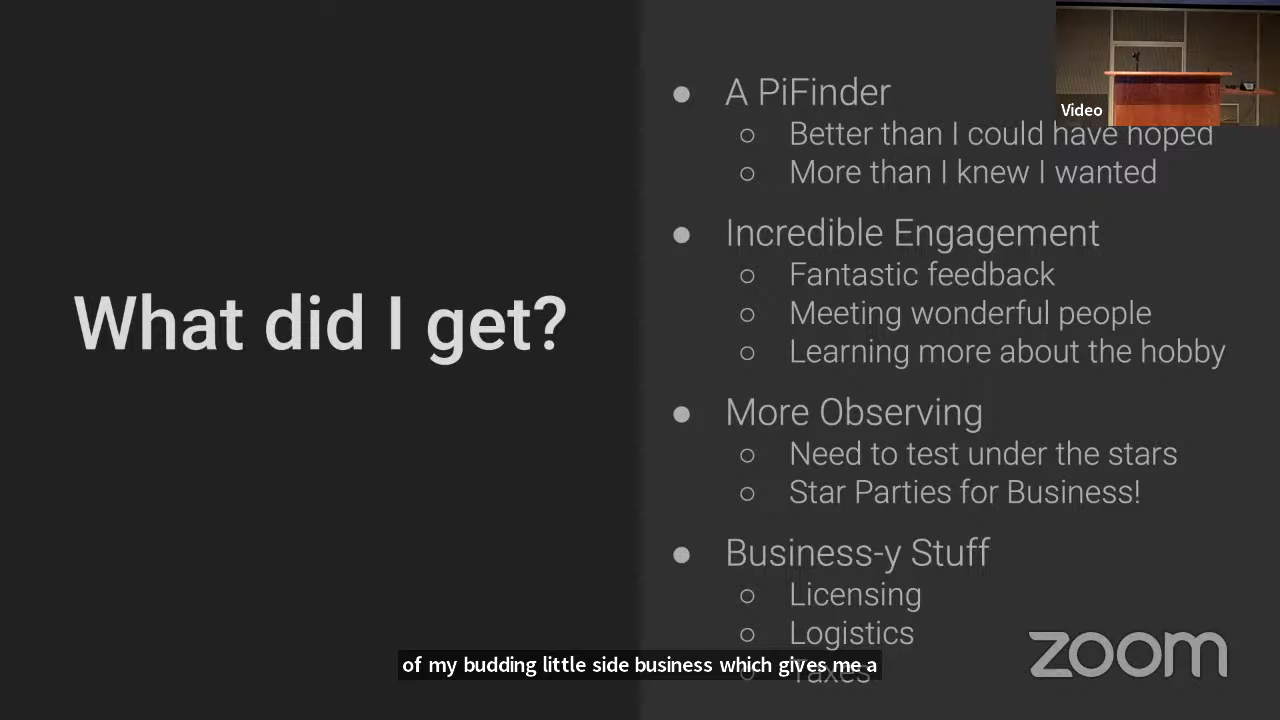 What did I get?
A PiFinder
Better than I could have hoped
More than I knew I wanted
Incredible Engagement
Fantastic feedback
Meeting wonderful people
Learning more about the hobby
More Observing
Need to test under the stars
Star Parties for Business!
Business-y Stuff
Licensing
Logistics
Taxes
Video
of my budding little side business which gives me a
zoom